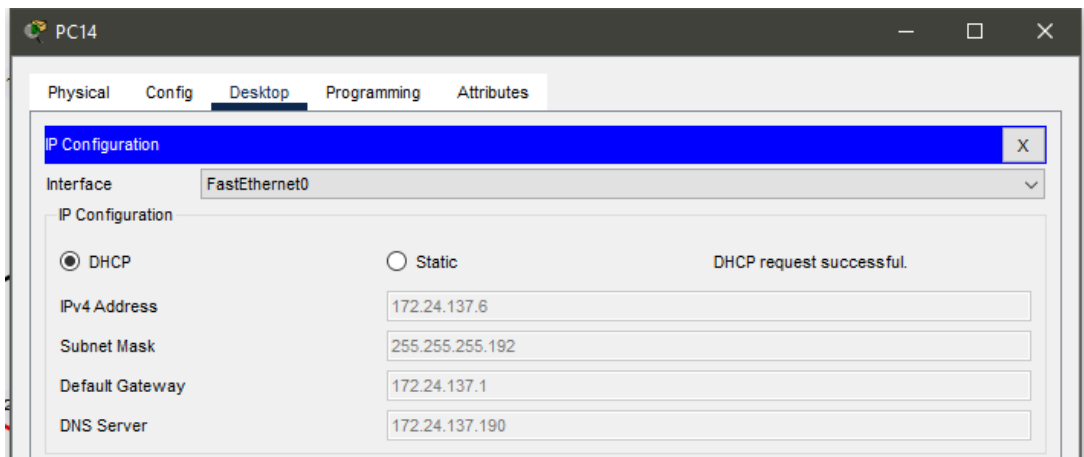 PC14
Physical Config Desktop Programming Attributes
IP Configuration X
Interface FastEthernet0
IP Configuration
DHCP Static DHCP request successful.
IPv4 Address 172.24.137.6
Subnet Mask 255.255.255.192
Default Gateway 172.24.137.1
DNS Server 172.24.137.190